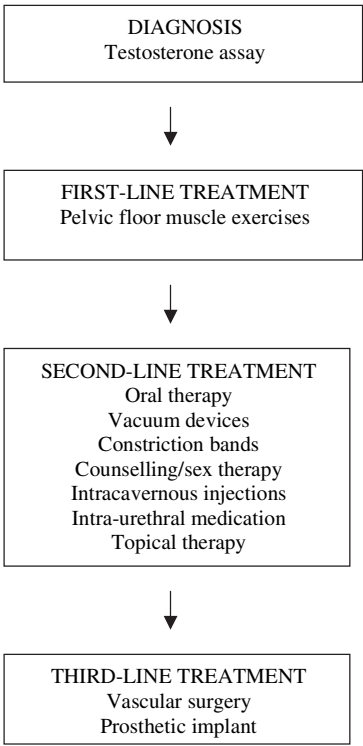 DIAGNOSIS
Testosterone assay
FIRST-LINE TREATMENT
Pelvic floor muscle exercises
SECOND-LINE TREATMENT
Oral therapy
Vacuum devices
Constriction bands
Counselling/sex therapy
Intracavernous injections
Intra-urethral medication
Topical therapy
THIRD-LINE TREATMENT
Vascular surgery
Prosthetic implant